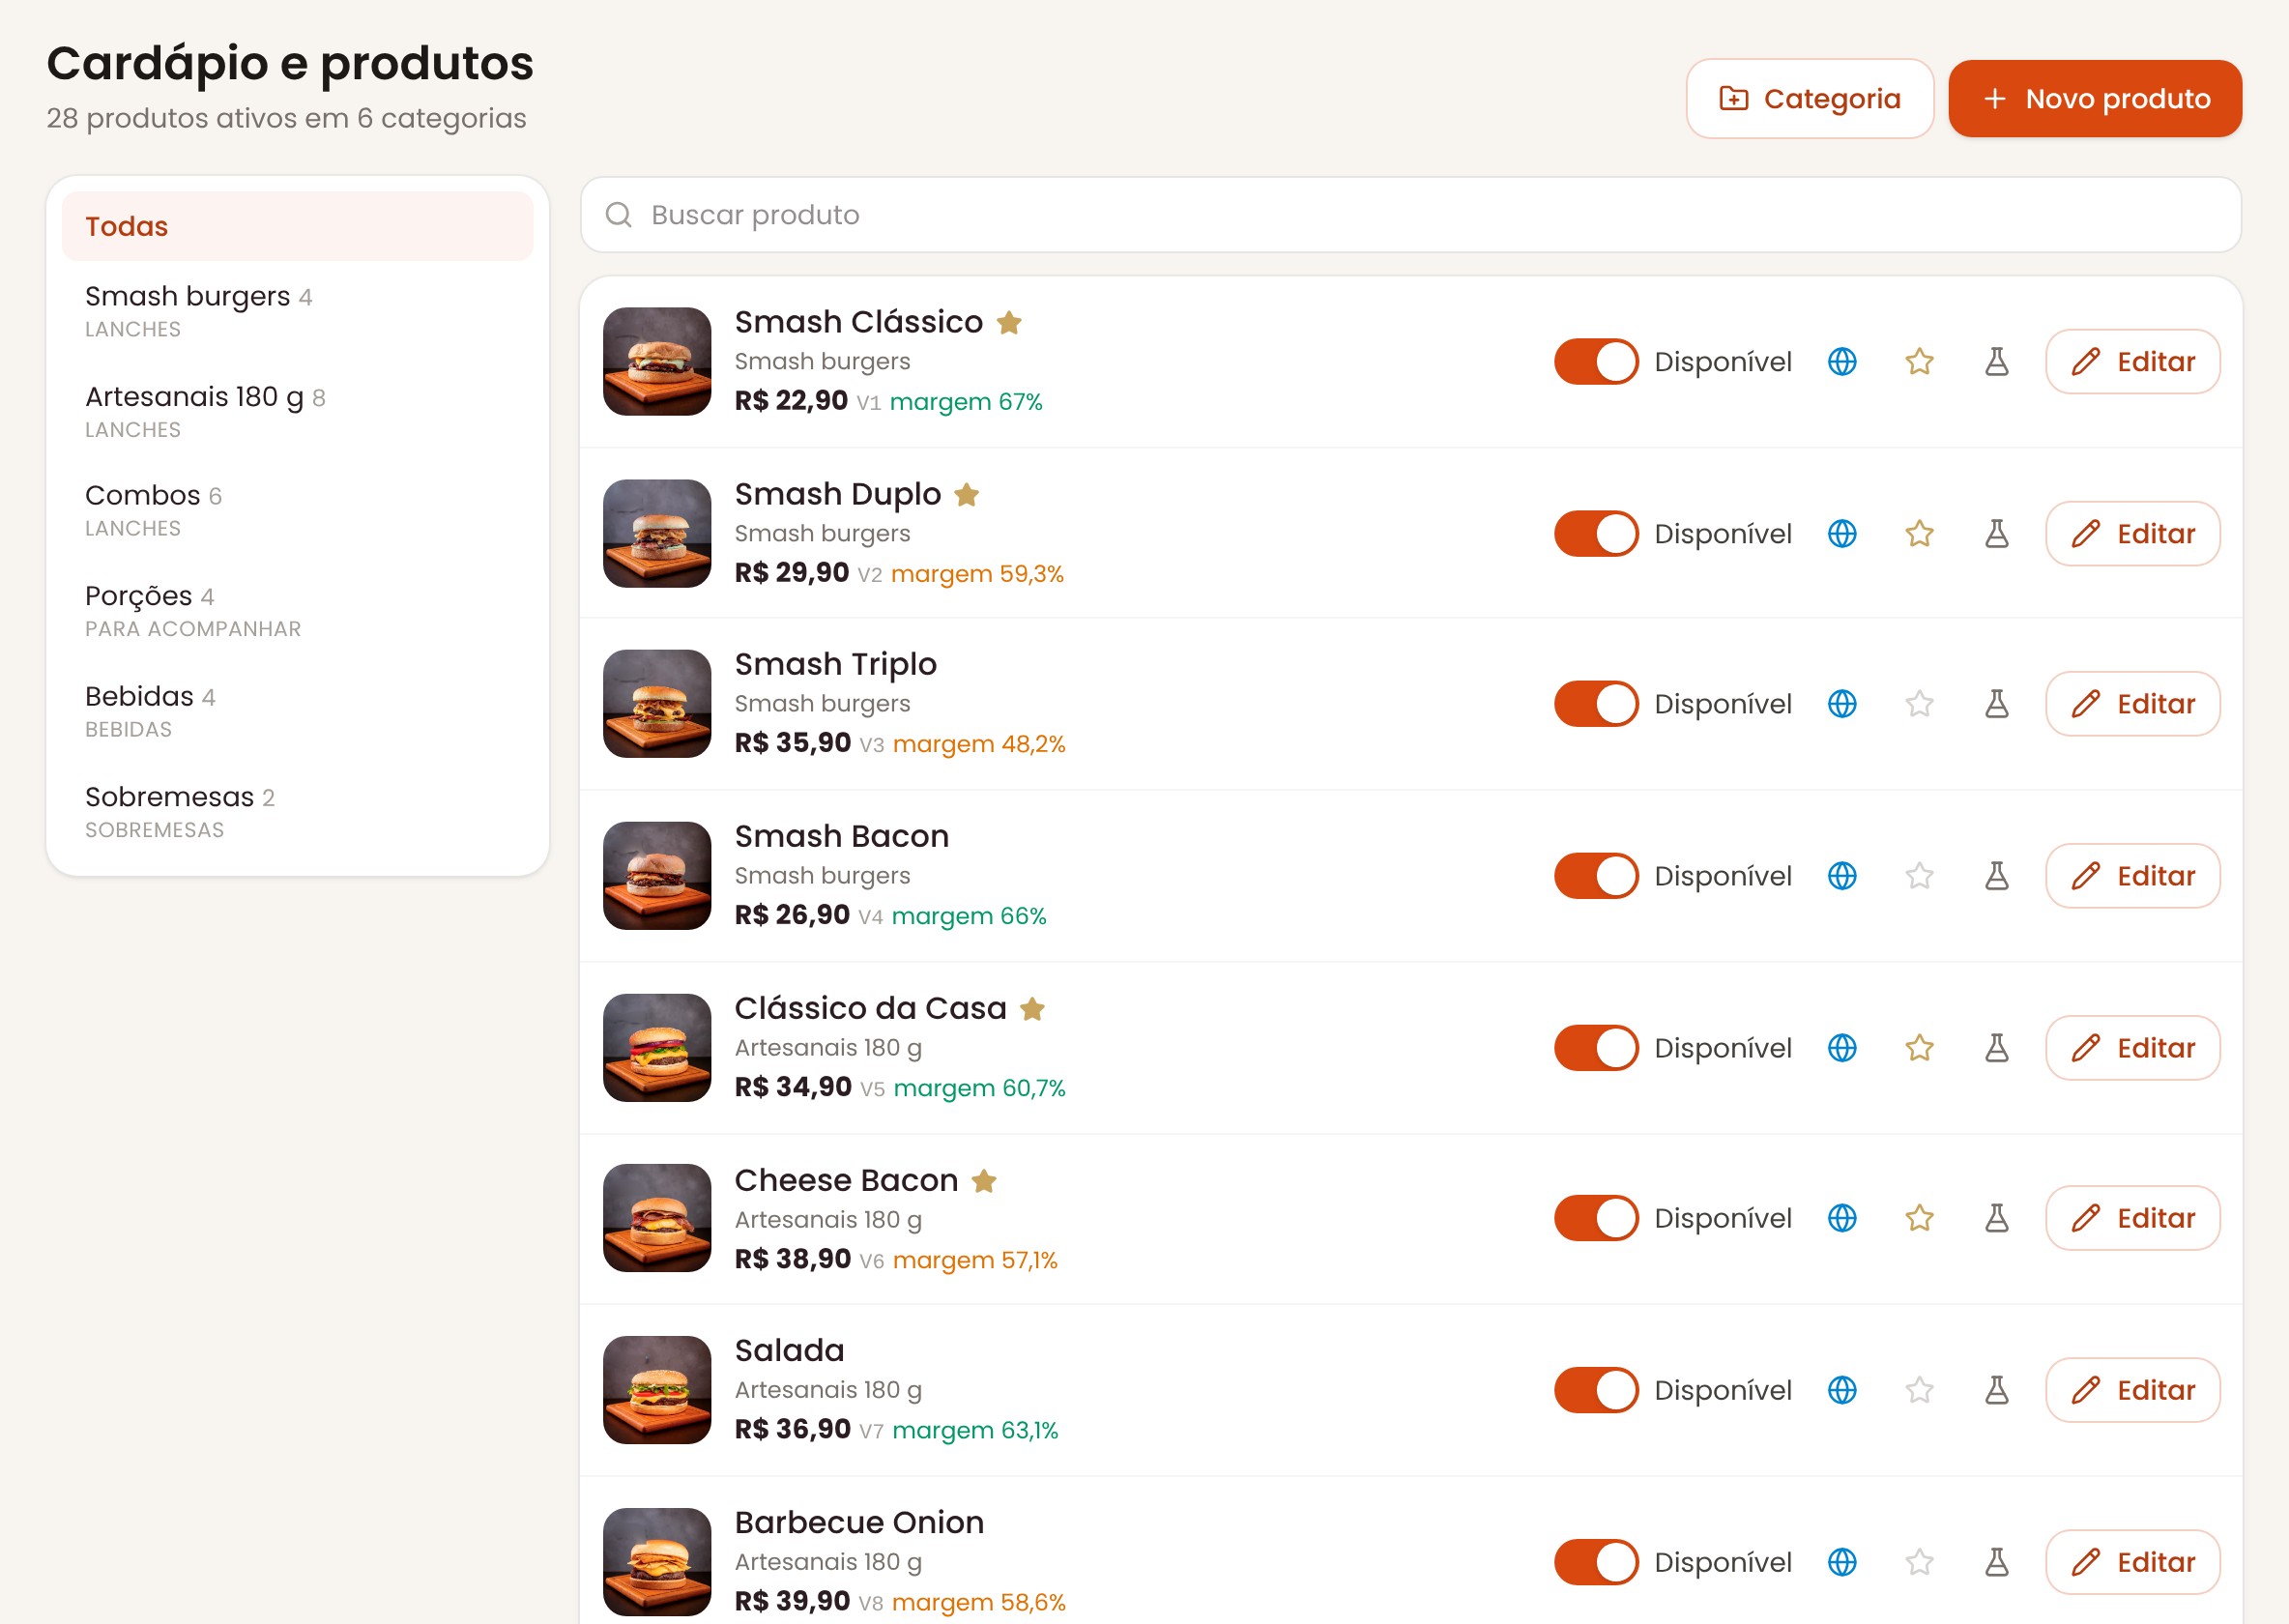 Cardápio e produtos
28 produtos ativos em 6 categorias
Categoria
Novo produto
Todas
Smash burgers 4
LANCHES
Artesanais 180 g 8
LANCHES
Combos 6
LANCHES
Porções 4
PARA ACOMPANHAR
Bebidas 4
BEBIDAS
Sobremesas 2
SOBREMESAS
Buscar produto
Smash Clássico
Smash burgers
R$ 22,90 V1 margem 67%
Disponível
Editar
Smash Duplo
Smash burgers
R$ 29,90 V2 margem 59,3%
Disponível
Editar
Smash Triplo
Smash burgers
R$ 35,90 V3 margem 48,2%
Disponível
Editar
Smash Bacon
Smash burgers
R$ 26,90 V4 margem 66%
Disponível
Editar
Clássico da Casa
Artesanais 180 g
R$ 34,90 V5 margem 60,7%
Disponível
Editar
Cheese Bacon
Artesanais 180 g
R$ 38,90 V6 margem 57,1%
Disponível
Editar
Salada
Artesanais 180 g
R$ 36,90 V7 margem 63,1%
Disponível
Editar
Barbecue Onion
Artesanais 180 g
R$ 39,90 V8 margem 58,6%
Disponível
Editar